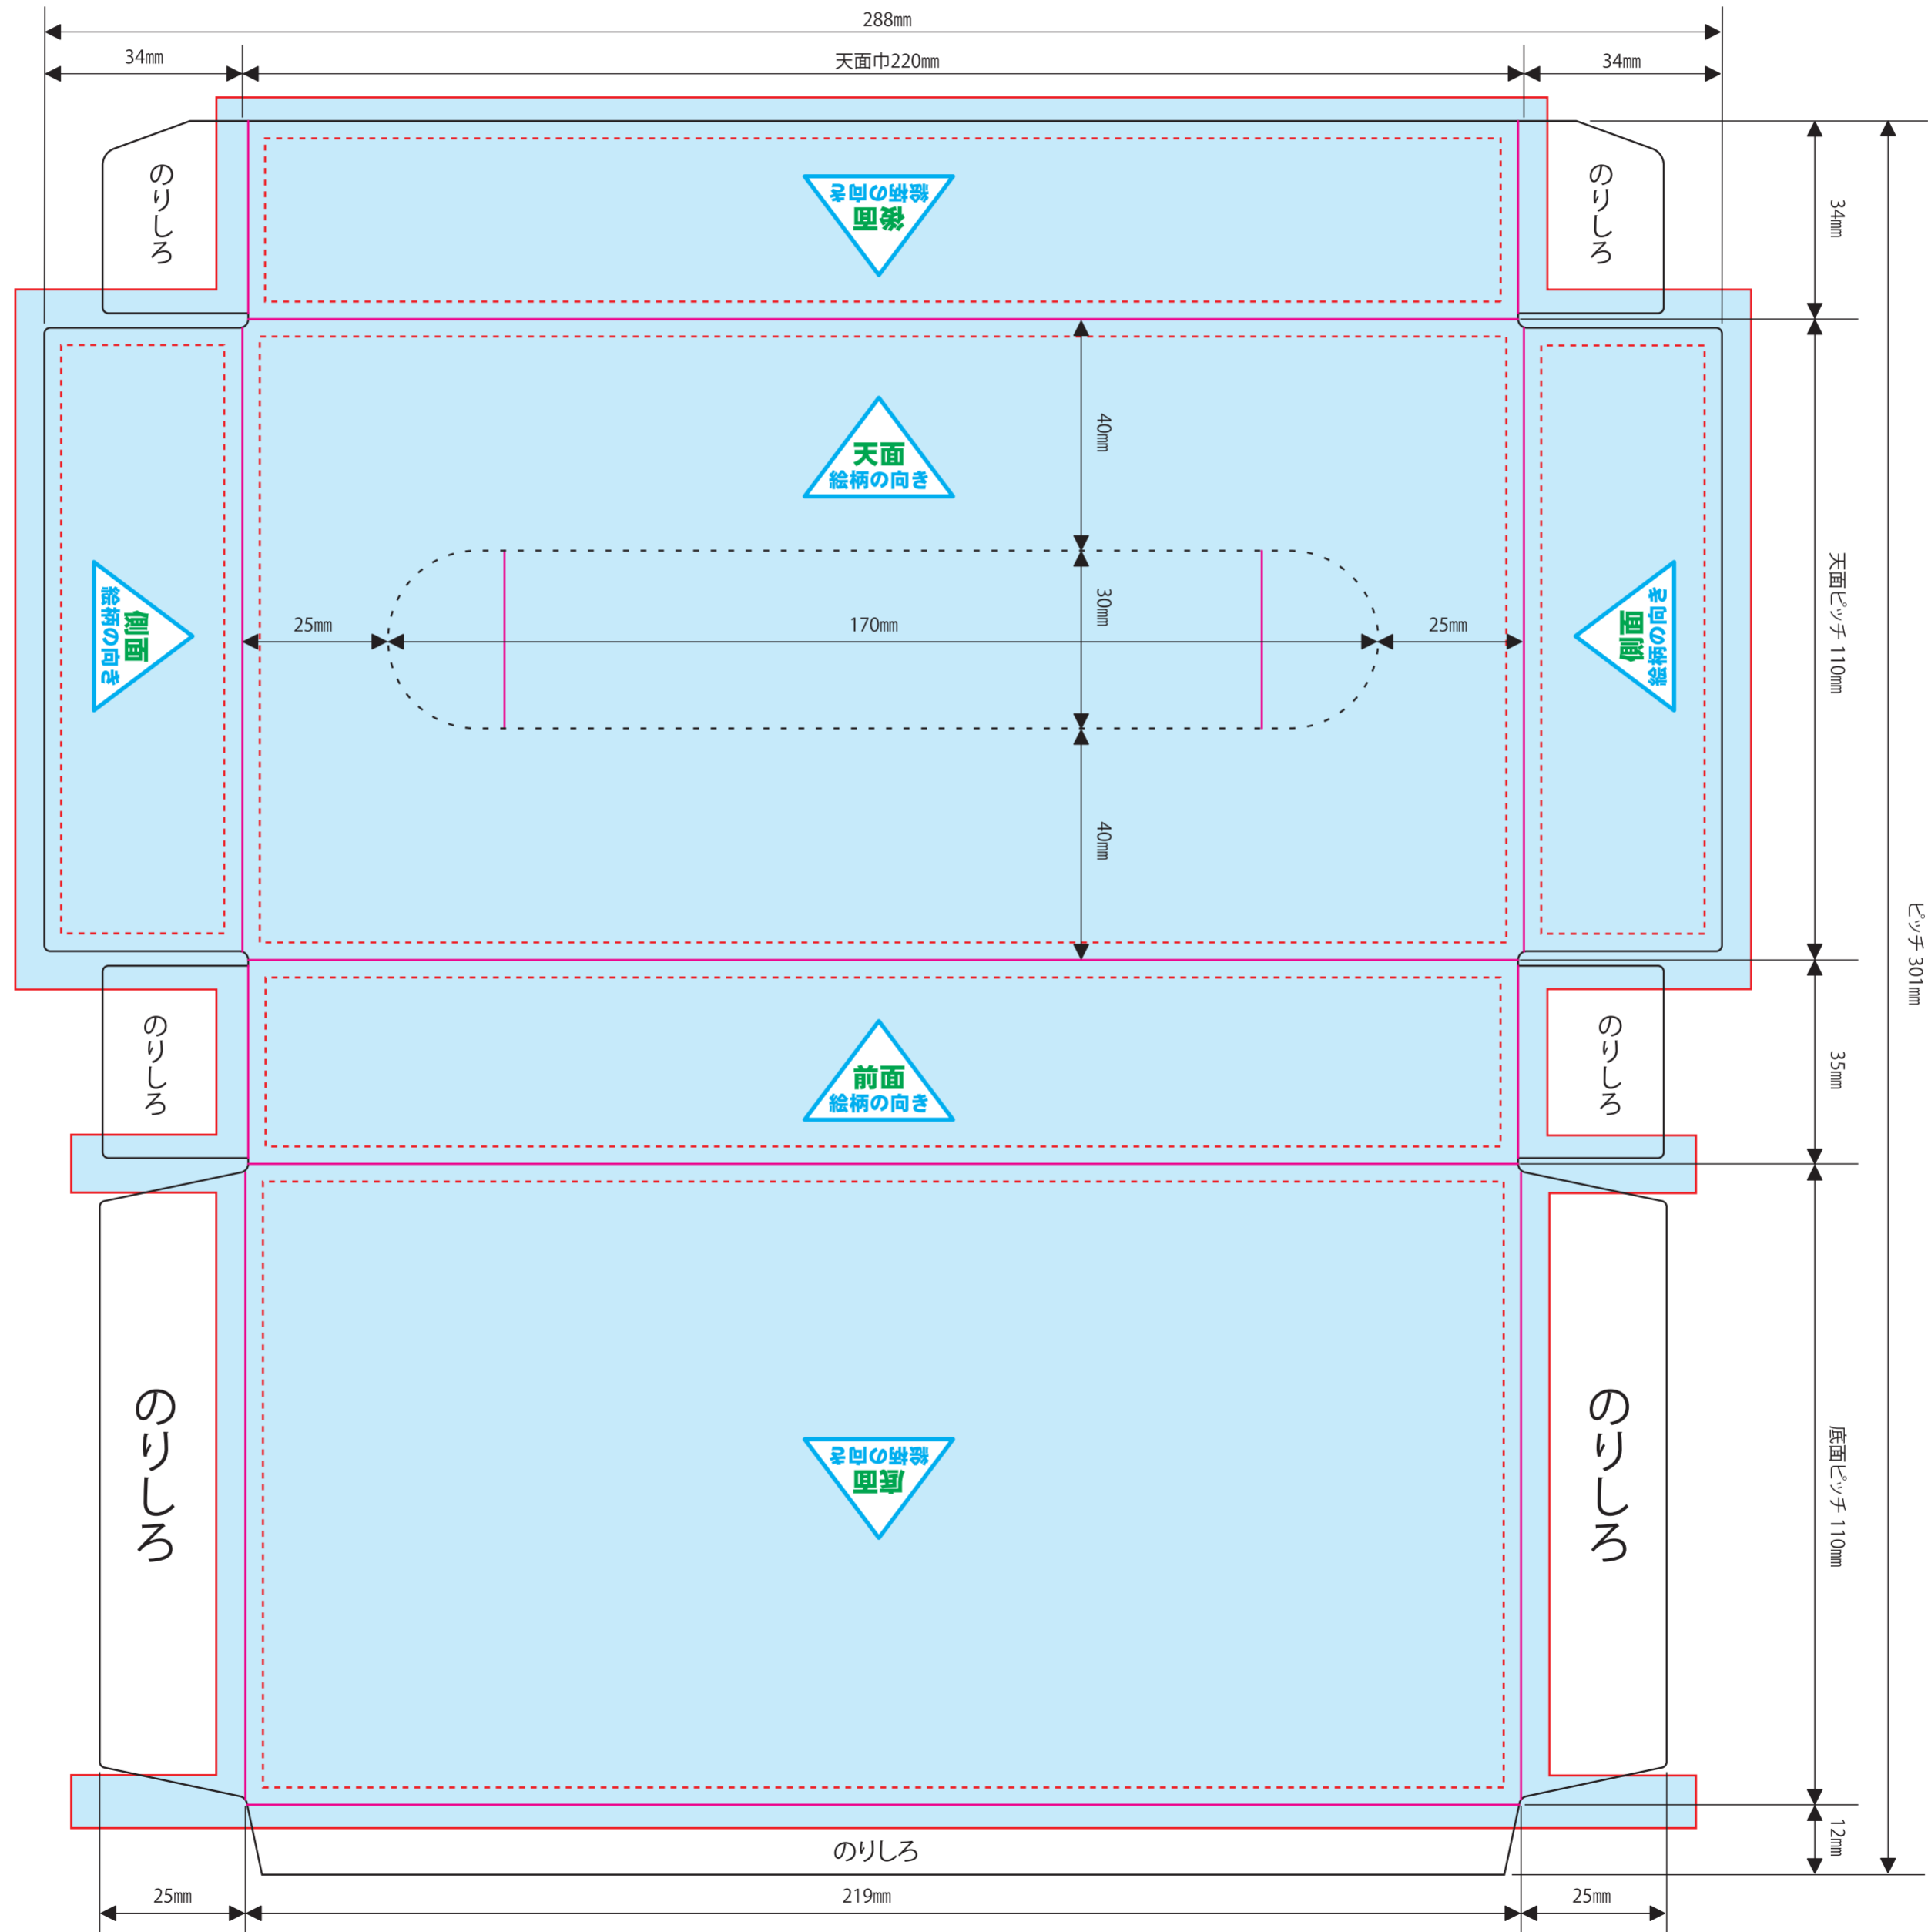 288mm
34mm
天面巾220mm
34mm
のりしろ
後面
絵柄の向き
のりしろ
34mm
天面
絵柄の向き
40mm
側面
絵柄の向き
25mm
170mm
30mm
25mm
側面
絵柄の向き
天面ピッチ 110mm
40mm
ピッチ 301mm
のりしろ
前面
絵柄の向き
のりしろ
35mm
のりしろ
底面
絵柄の向き
のりしろ
底面ピッチ 110mm
のりしろ
12mm
25mm
219mm
25mm